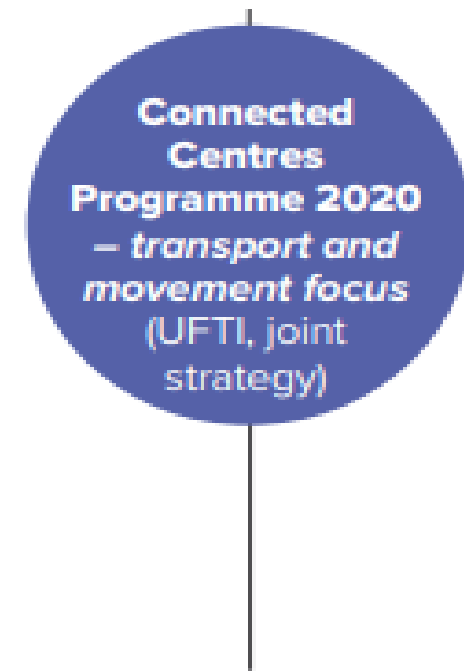 Connected
Centres
Programme 2020
– transport and
movement focus
(UFTI, joint
strategy)